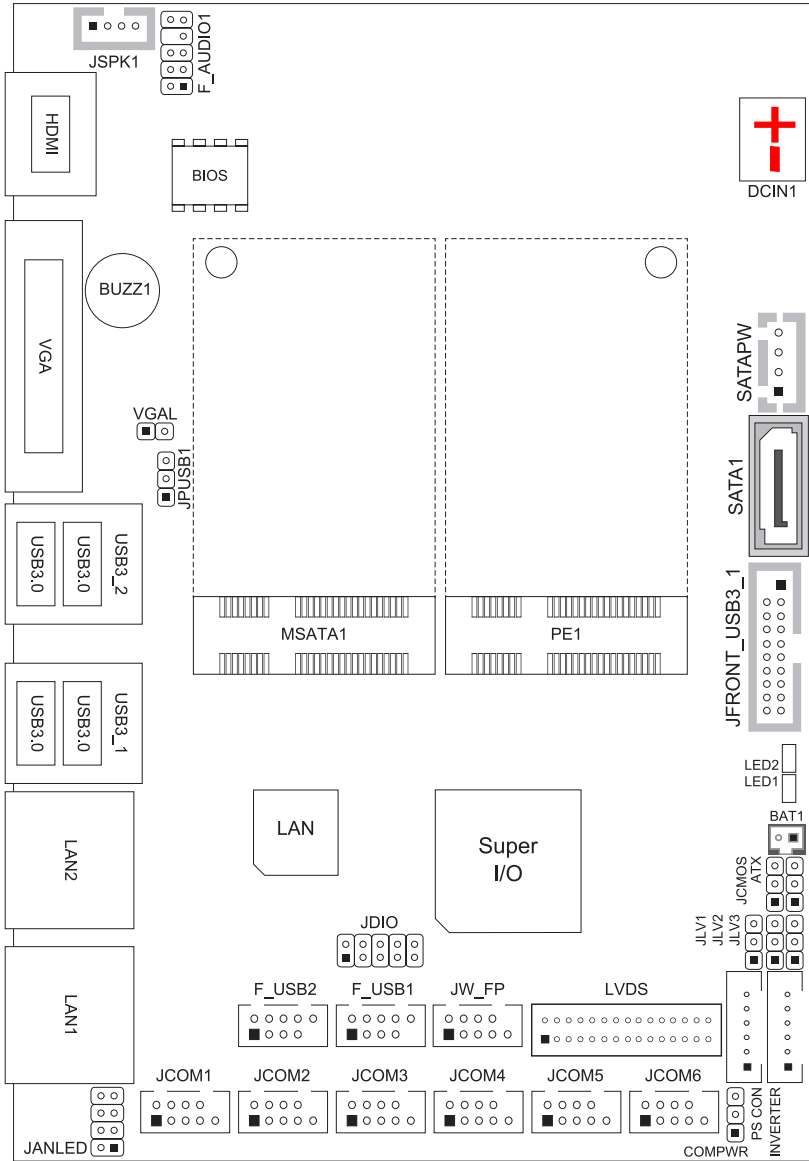 JSPK1
F_AUDIO1
HDMI
BIOS
DCIN1
BUZZ1
VGA
SATAPW
VGAL
JPUSB1
SATA1
USB3.0
USB3.0
USB3_2
MSATA1
PE1
JFRONT_USB3_1
USB3.0
USB3.0
USB3_1
LED2
LED1
BAT1
LAN2
LAN
Super
I/O
JCMOS
ATX
JLV1
JLV2
JLV3
JDIO
LAN1
F_USB2
F_USB1
JW_FP
LVDS
JCOM1
JCOM2
JCOM3
JCOM4
JCOM5
JCOM6
PS CON
INVERTER
JANLED
COMPWR